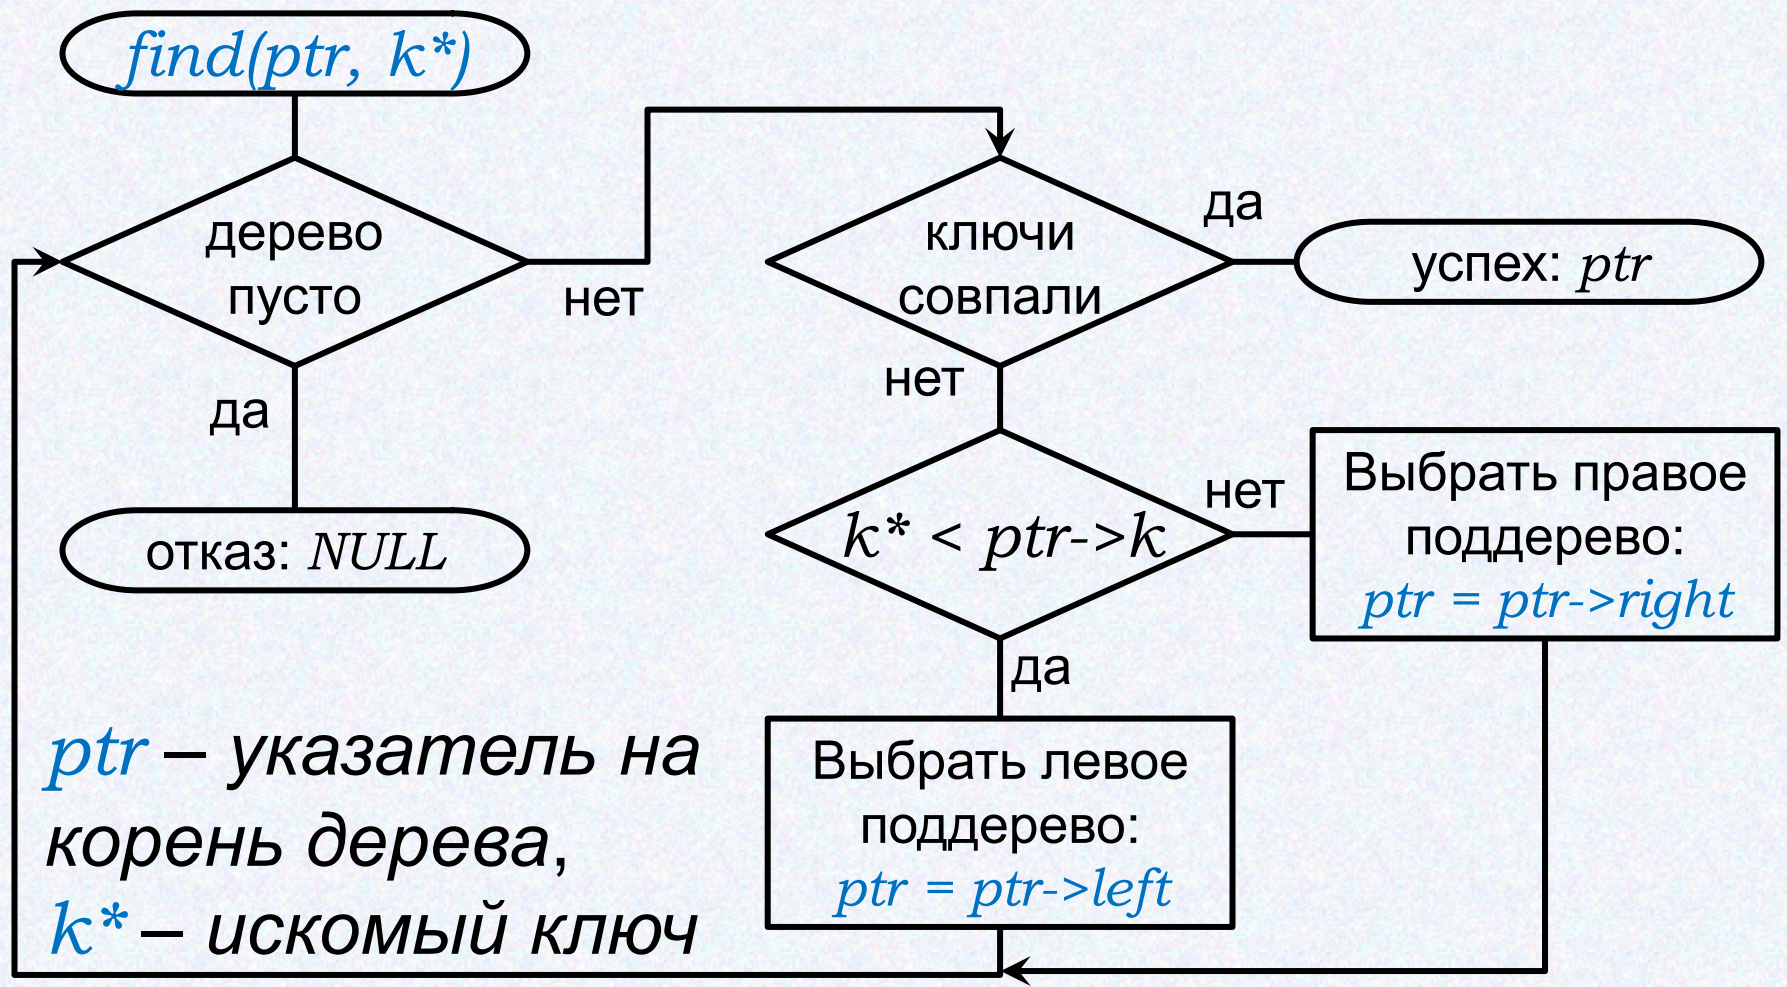 find(ptr, k*)
дерево
пусто
нет
да
отказ: NULL
ключи
совпали
да
успех: ptr
нет
k* < ptr->k
нет
Выбрать правое
поддерево:
ptr = ptr->right
да
Выбрать левое
поддерево:
ptr = ptr->left
ptr – указатель на
корень дерева,
k* – искомый ключ